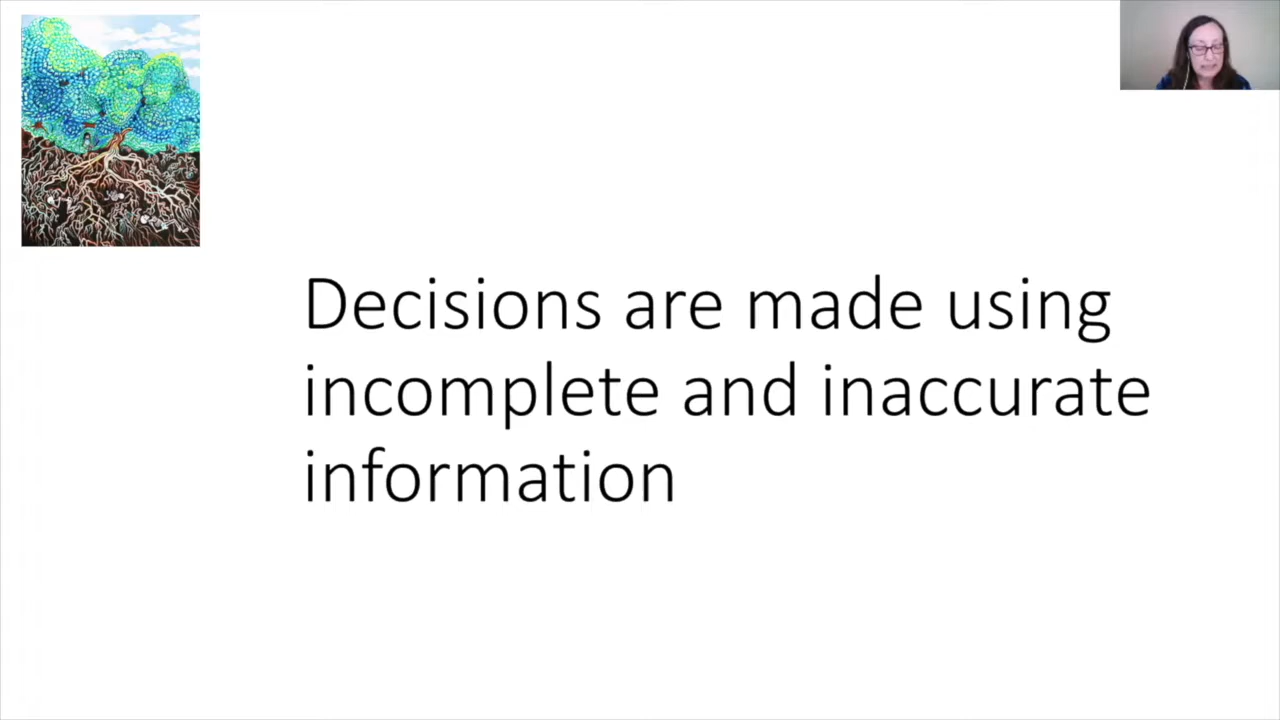 Decisions are made using
incomplete and inaccurate
information